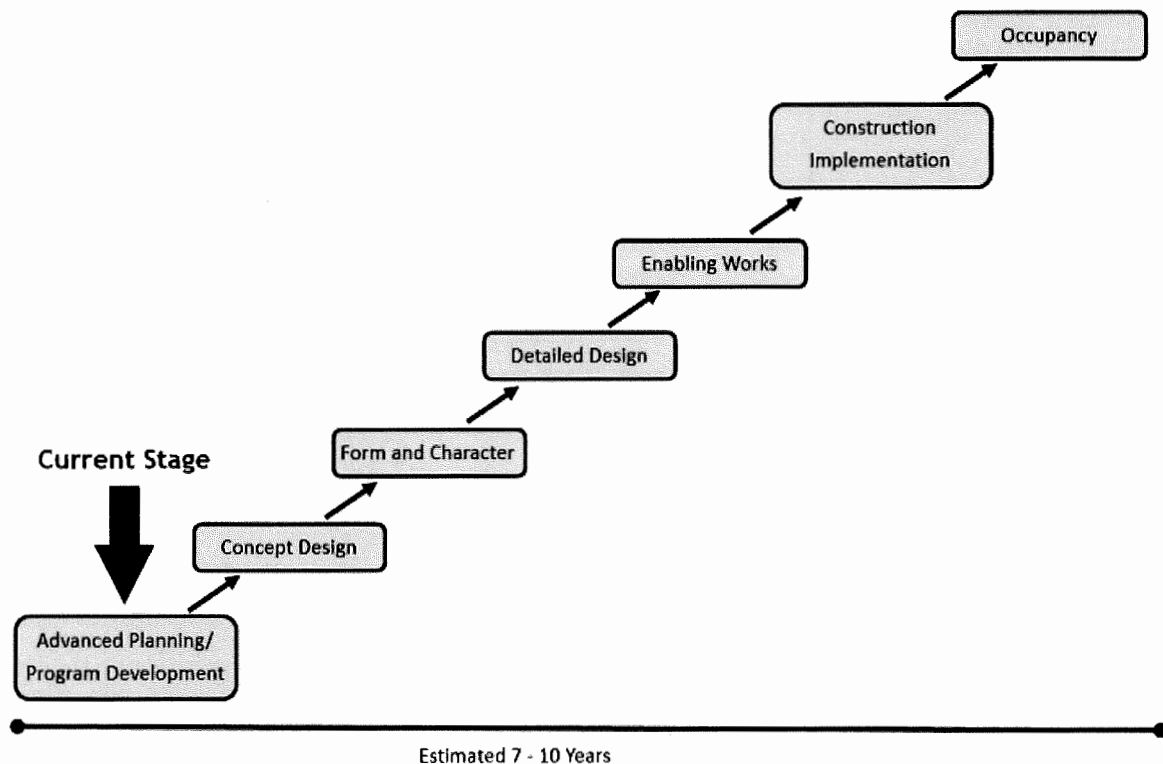 Occupancy
Construction
Implementation
Enabling Works
Detailed Design
Form and Character
Current Stage
Concept Design
Advanced Planning/
Program Development
Estimated 7 - 10 Years